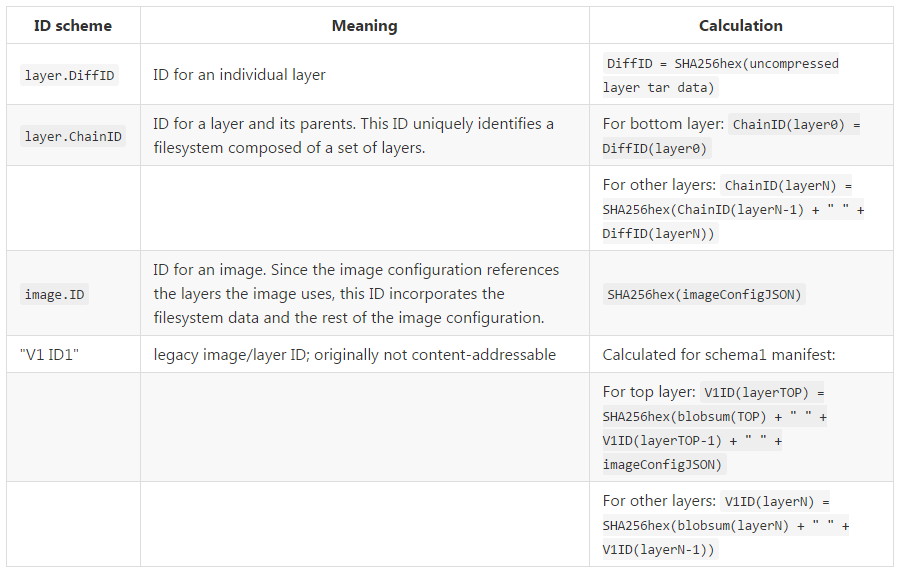 ID scheme Meaning Calculation
layer.DiffID ID for an individual layer DiffID = SHA256hex(uncompressed
layer tar data)
layer.ChainID ID for a layer and its parents. This ID uniquely identifies a
filesystem composed of a set of layers.
For bottom layer: ChainID(layer0) =
DiffID(layer0)
For other layers: ChainID(layerN) =
SHA256hex(ChainID(layerN-1) + " " +
DiffID(layerN))
image.ID
ID for an image. Since the image configuration references
the layers the image uses, this ID incorporates the
filesystem data and the rest of the image configuration.
SHA256hex(imageConfigJSON)
"V1 ID1" legacy image/layer ID; originally not content-addressable Calculated for schema1 manifest:
For top layer: V1ID(layerTOP) =
SHA256hex(blobsum(TOP) + " " +
V1ID(layerTOP-1) + " " +
imageConfigJSON)
For other layers: V1ID(layerN) =
SHA256hex(blobsum(layerN) + " " +
V1ID(layerN-1))